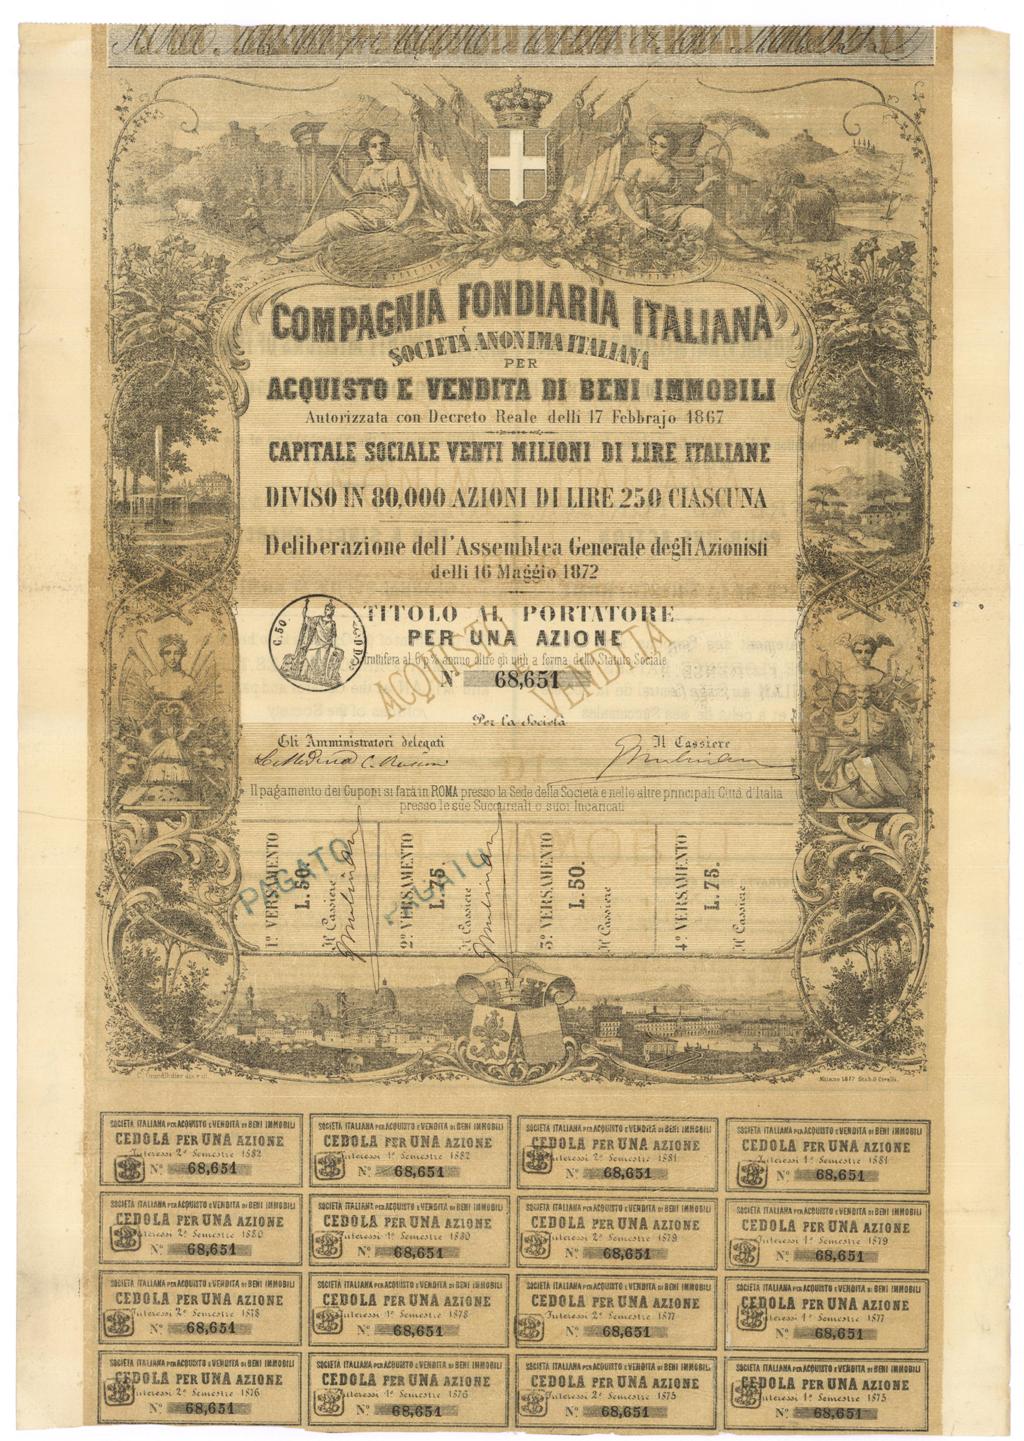 COMPAGNIA FONDIARIA ITALIANA
SOCIETÀ ANONIMA ITALIANA
PER
ACQUISTO E VENDITA DI BENI IMMOBILI
Autorizzata con Decreto Reale delli 17 Febbrajo 1867
CAPITALE SOCIALE VENTI MILIONI DI LIRE ITALIANE
DIVISO IN 80,000 AZIONI DI LIRE 250 CIASCUNA
Deliberazione dell'Assemblea Generale degli Azionisti
delli 16 Maggio 1872
C. 50
TITOLO AL PORTATORE
PER UNA AZIONE
fruttifera al 6 p% annuo oltre gli utili a forma dello Statuto Sociale
ACQUISTA E VENDITA
N° 68,651
Per la Società
Gli Amministratori delegati
Il Cassiere
Il pagamento dei Cuponi si farà in ROMA presso la Sede della Società e nelle altre principali Città d'Italia
presso le sue Succursali o suoi Incaricati
1° VERSAMENTO
L. 50.
Il Cassiere
PAGATO
2° VERSAMENTO
L. 75.
Il Cassiere
PAGATO
3° VERSAMENTO
L. 50.
Il Cassiere
4° VERSAMENTO
L. 75.
Il Cassiere
SOCIETÀ ITALIANA PER ACQUISTO E VENDITA DI BENI IMMOBILI
CEDOLA PER UNA AZIONE
Interessi 2° Semestre 1882
N° 68,651
SOCIETÀ ITALIANA PER ACQUISTO E VENDITA DI BENI IMMOBILI
CEDOLA PER UNA AZIONE
Interessi 1° Semestre 1882
N° 68,651
SOCIETÀ ITALIANA PER ACQUISTO E VENDITA DI BENI IMMOBILI
CEDOLA PER UNA AZIONE
Interessi 2° Semestre 1881
N° 68,651
SOCIETÀ ITALIANA PER ACQUISTO E VENDITA DI BENI IMMOBILI
CEDOLA PER UNA AZIONE
Interessi 1° Semestre 1881
N° 68,651
SOCIETÀ ITALIANA PER ACQUISTO E VENDITA DI BENI IMMOBILI
CEDOLA PER UNA AZIONE
Interessi 2° Semestre 1880
N° 68,651
SOCIETÀ ITALIANA PER ACQUISTO E VENDITA DI BENI IMMOBILI
CEDOLA PER UNA AZIONE
Interessi 1° Semestre 1880
N° 68,651
SOCIETÀ ITALIANA PER ACQUISTO E VENDITA DI BENI IMMOBILI
CEDOLA PER UNA AZIONE
Interessi 2° Semestre 1879
N° 68,651
SOCIETÀ ITALIANA PER ACQUISTO E VENDITA DI BENI IMMOBILI
CEDOLA PER UNA AZIONE
Interessi 1° Semestre 1879
N° 68,651
SOCIETÀ ITALIANA PER ACQUISTO E VENDITA DI BENI IMMOBILI
CEDOLA PER UNA AZIONE
Interessi 2° Semestre 1878
N° 68,651
SOCIETÀ ITALIANA PER ACQUISTO E VENDITA DI BENI IMMOBILI
CEDOLA PER UNA AZIONE
Interessi 1° Semestre 1878
N° 68,651
SOCIETÀ ITALIANA PER ACQUISTO E VENDITA DI BENI IMMOBILI
CEDOLA PER UNA AZIONE
Interessi 2° Semestre 1877
N° 68,651
SOCIETÀ ITALIANA PER ACQUISTO E VENDITA DI BENI IMMOBILI
CEDOLA PER UNA AZIONE
Interessi 1° Semestre 1877
N° 68,651
SOCIETÀ ITALIANA PER ACQUISTO E VENDITA DI BENI IMMOBILI
CEDOLA PER UNA AZIONE
Interessi 2° Semestre 1876
N° 68,651
SOCIETÀ ITALIANA PER ACQUISTO E VENDITA DI BENI IMMOBILI
CEDOLA PER UNA AZIONE
Interessi 1° Semestre 1876
N° 68,651
SOCIETÀ ITALIANA PER ACQUISTO E VENDITA DI BENI IMMOBILI
CEDOLA PER UNA AZIONE
Interessi 2° Semestre 1875
N° 68,651
SOCIETÀ ITALIANA PER ACQUISTO E VENDITA DI BENI IMMOBILI
CEDOLA PER UNA AZIONE
Interessi 1° Semestre 1875
N° 68,651